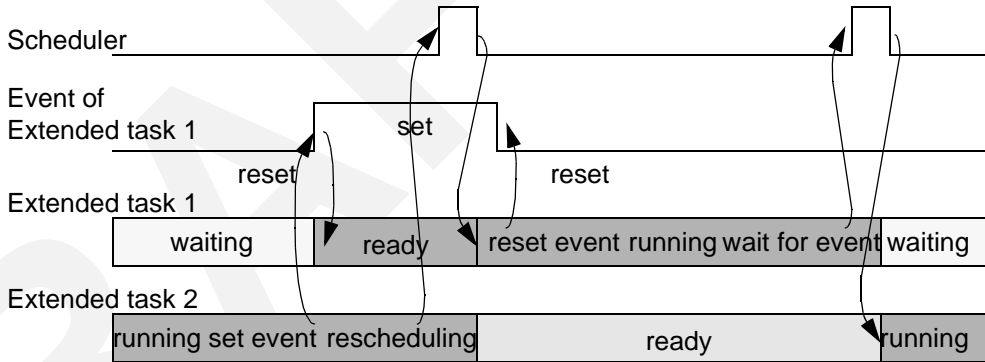 Scheduler
Event of
Extended task 1
set
reset
reset
Extended task 1
waiting
ready
reset event running wait for event
waiting
Extended task 2
running set event rescheduling
ready
running